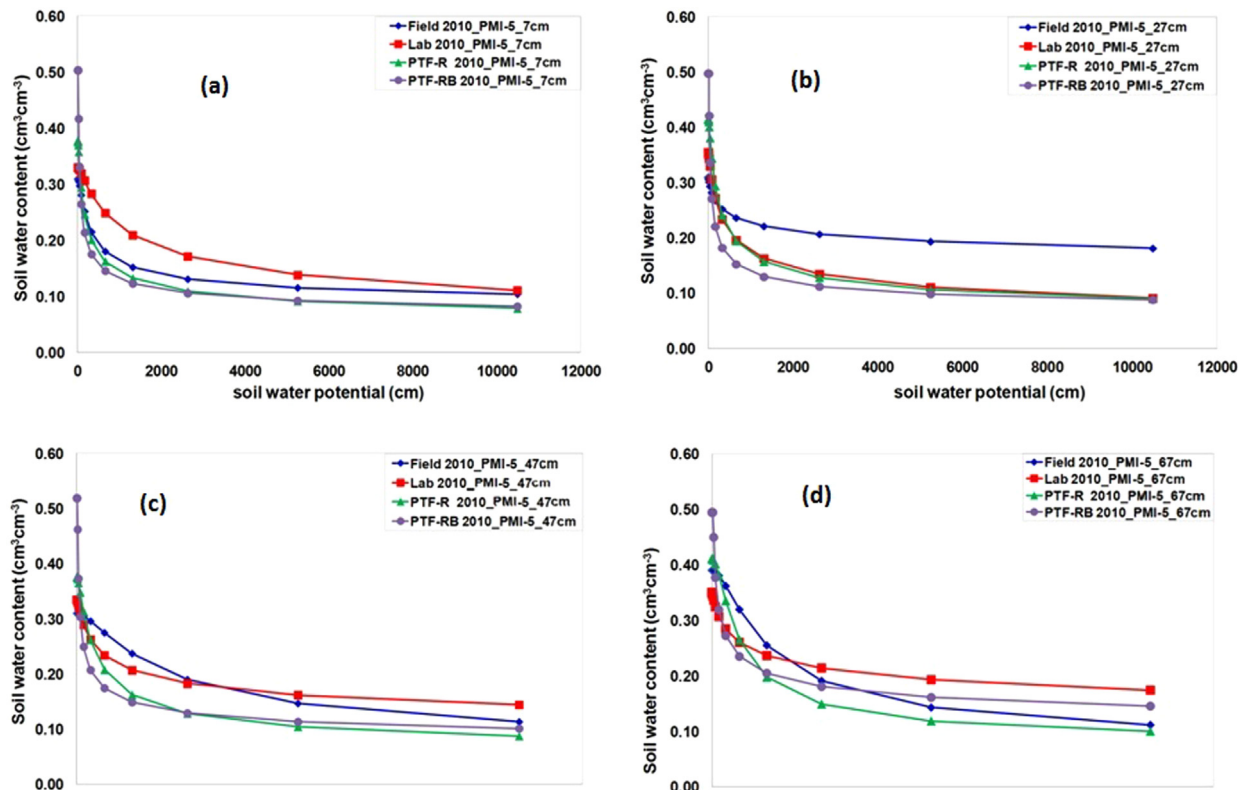 0.60
0.50
0.40
0.30
0.20
0.10
0.00
Soil water content (cm³cm⁻³)
(a)
Field 2010_PMI-5_7cm
Lab 2010_PMI-5_7cm
PTF-R 2010_PMI-5_7cm
PTF-RB 2010_PMI-5_7cm
0 2000 4000 6000 8000 10000 12000
soil water potential (cm)
0.60
0.50
0.40
0.30
0.20
0.10
0.00
Soil water content (cm³cm⁻³)
(b)
Field 2010_PMI-5_27cm
Lab 2010_PMI-5_27cm
PTF-R 2010_PMI-5_27cm
PTF-RB 2010_PMI-5_27cm
0 2000 4000 6000 8000 10000 12000
soil water potential (cm)
0.60
0.50
0.40
0.30
0.20
0.10
0.00
Soil water content (cm³cm⁻³)
(c)
Field 2010_PMI-5_47cm
Lab 2010_PMI-5_47cm
PTF-R 2010_PMI-5_47cm
PTF-RB 2010_PMI-5_47cm
0.60
0.50
0.40
0.30
0.20
0.10
0.00
Soil water content (cm³cm⁻³)
(d)
Field 2010_PMI-5_67cm
Lab 2010_PMI-5_67cm
PTF-R 2010_PMI-5_67cm
PTF-RB 2010_PMI-5_67cm